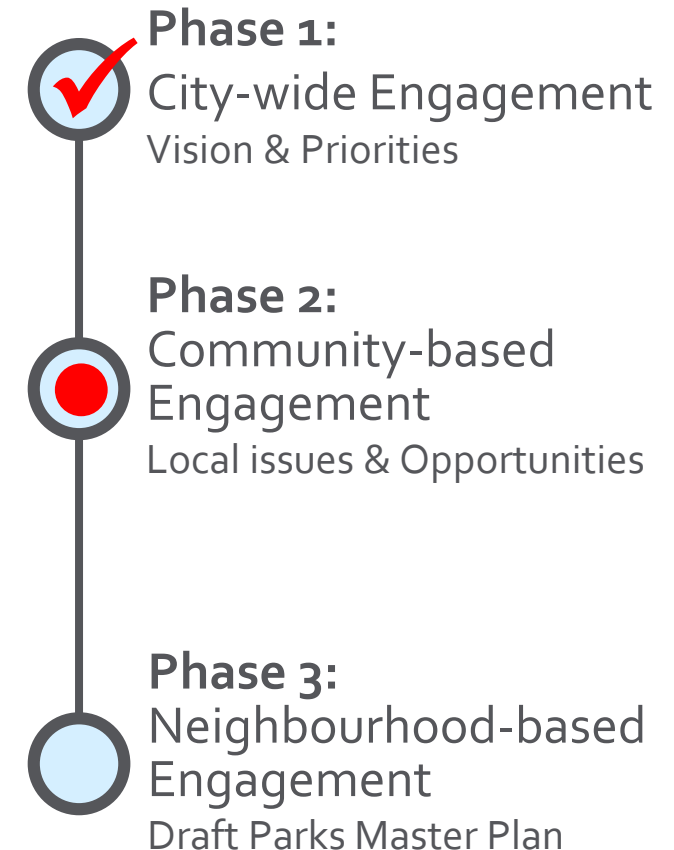 Phase 1:
City-wide Engagement
Vision & Priorities
Phase 2:
Community-based
Engagement
Local issues & Opportunities
Phase 3:
Neighbourhood-based
Engagement
Draft Parks Master Plan